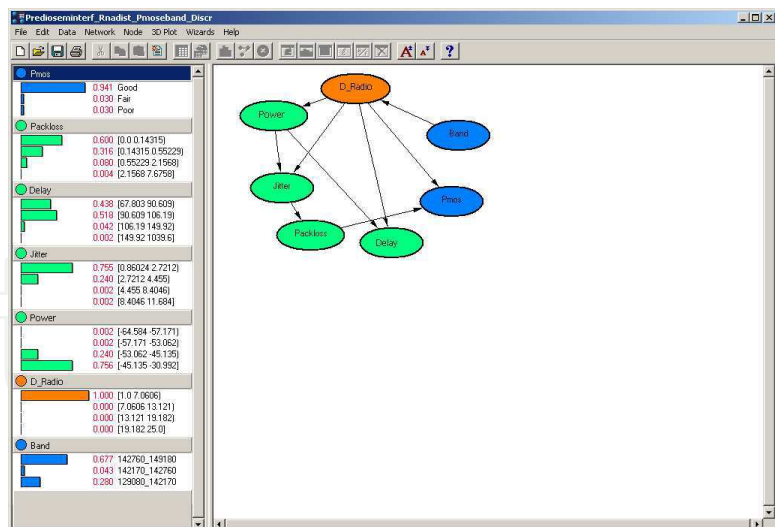 Predioseminterf_Rnadist_Pmoseband_Discr
File Edit Data Network Node 3D Plot Wizards Help
Pmos
0.941 Good
0.030 Fair
0.030 Poor
Packloss
0.600 [0.0 0.14315)
0.316 [0.14315 0.55229)
0.080 [0.55229 2.1568)
0.004 [2.1568 7.6758]
Delay
0.438 [67.803 90.609)
0.518 [90.609 106.19)
0.042 [106.19 149.92)
0.002 [149.92 1039.6]
Jitter
0.755 [0.86024 2.7212)
0.240 [2.7212 4.455)
0.002 [4.455 8.4046)
0.002 [8.4046 11.684]
Power
0.002 [-64.584 -57.171)
0.002 [-57.171 -53.062)
0.240 [-53.062 -45.135)
0.756 [-45.135 -30.992]
D_Radio
1.000 [1.0 7.0606)
0.000 [7.0606 13.121)
0.000 [13.121 19.182)
0.000 [19.182 25.0]
Band
0.677 142760_149180
0.043 142170_142760
0.280 129080_142170
D_Radio
Power
Band
Jitter
Pmos
Packloss
Delay